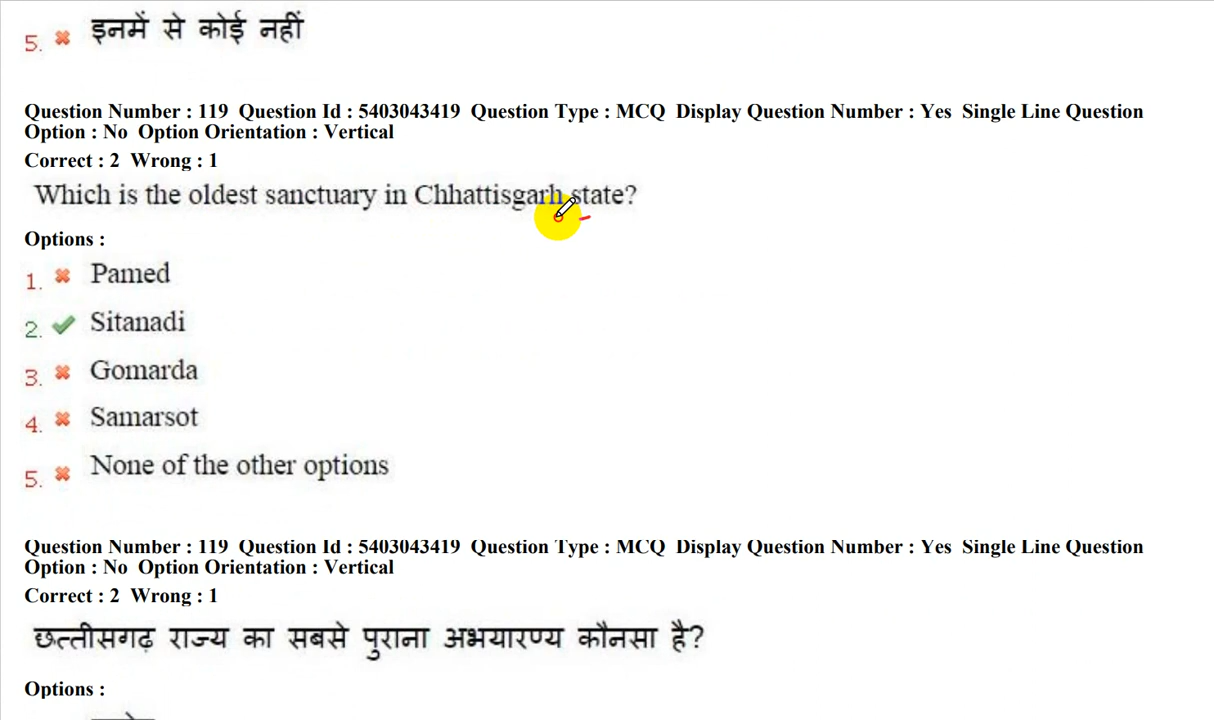 5. इनमें से कोई नहीं
Question Number : 119 Question Id : 5403043419 Question Type : MCQ Display Question Number : Yes Single Line Question
Option : No Option Orientation : Vertical
Correct : 2 Wrong : 1
Which is the oldest sanctuary in Chhattisgarh state?
Options :
1. Pamed
2. Sitanadi
3. Gomarda
4. Samarsot
5. None of the other options
Question Number : 119 Question Id : 5403043419 Question Type : MCQ Display Question Number : Yes Single Line Question
Option : No Option Orientation : Vertical
Correct : 2 Wrong : 1
छत्तीसगढ़ राज्य का सबसे पुराना अभयारण्य कौनसा है?
Options :